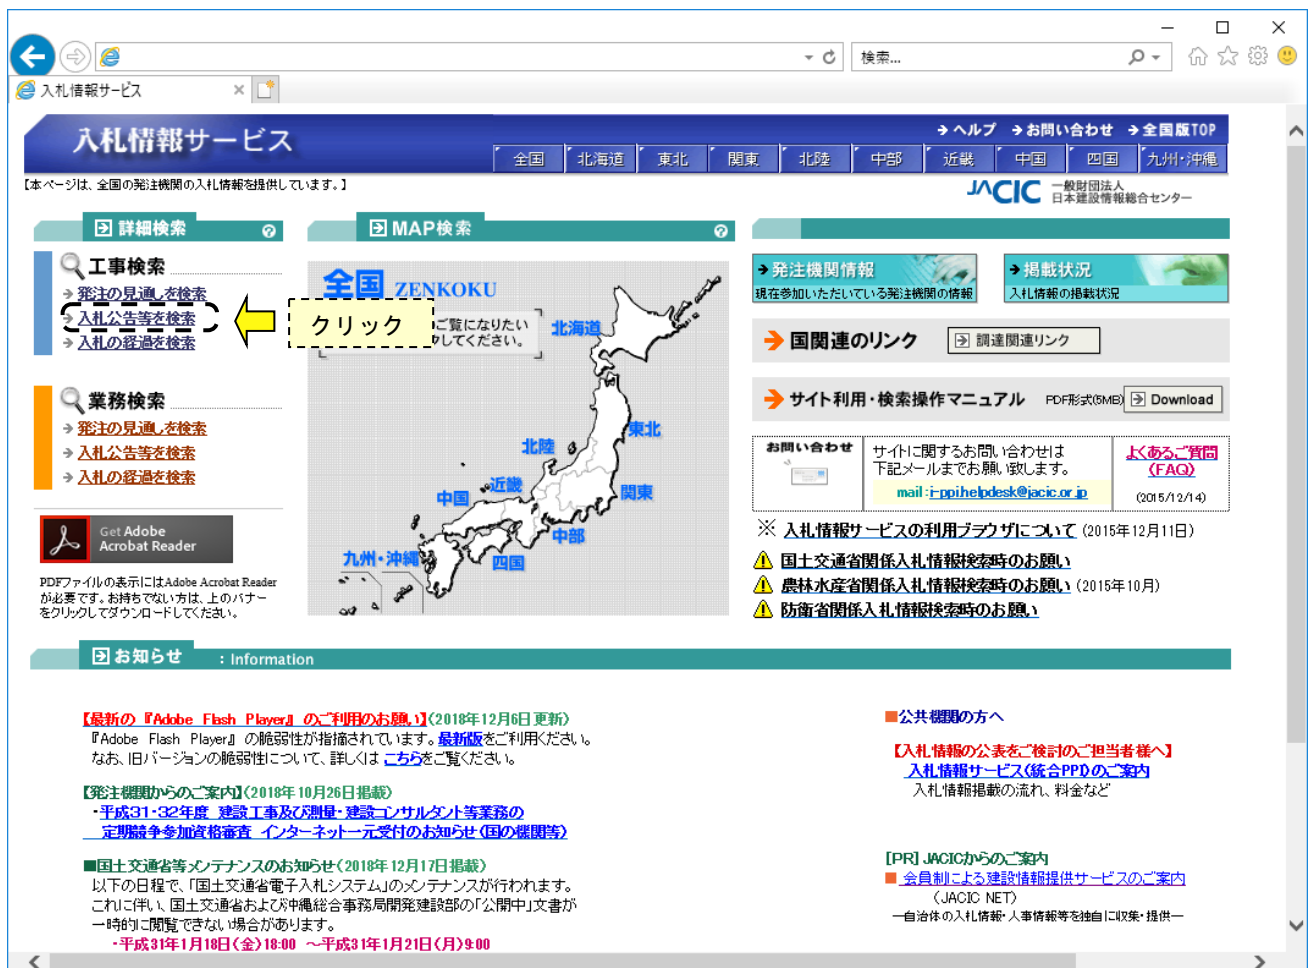 検索...
入札情報サービス
入札情報サービス
➔ヘルプ ➔お問い合わせ ➔全国版TOP
全国 北海道 東北 関東 北陸 中部 近畿 中国 四国 九州・沖縄
【本ページは、全国の発注機関の入札情報を提供しています。】
JACIC 一般財団法人
日本建設情報総合センター
詳細検索
工事検索
発注の見通しを検索
入札公告等を検索
入札の経過を検索
業務検索
発注の見通しを検索
入札公告等を検索
入札の経過を検索
Get Adobe
Acrobat Reader
PDFファイルの表示にはAdobe Acrobat Reader
が必要です。お持ちでない方は、上のバナー
をクリックしてダウンロードしてください。
クリック
MAP検索
全国 ZENKOKU
ご覧になりたい
してください。
北海道
東北
北陸
関東
近畿
中国
中部
九州・沖縄
四国
➔発注機関情報
現在参加いただいている発注機関の情報
➔掲載状況
入札情報の掲載状況
国関連のリンク
調達関連リンク
サイト利用・検索操作マニュアル PDF形式(5MB) Download
お問い合わせ
サイトに関するお問い合わせは
下記メールまでお願い致します。
mail:i-ppi.helpdesk@jacic.or.jp
よくあるご質問
(FAQ)
(2015/12/14)
※ 入札情報サービスの利用ブラウザについて (2015年12月11日)
国土交通省関係入札情報検索時のお願い
農林水産省関係入札情報検索時のお願い (2015年10月)
防衛省関係入札情報検索時のお願い
お知らせ : Information
【最新の『Adobe Flash Player』のご利用のお願い】(2018年12月6日更新)
『Adobe Flash Player』の脆弱性が指摘されています。最新版をご利用ください。
なお、旧バージョンの脆弱性について、詳しくは こちらをご覧ください。
【発注機関からのご案内】(2018年10月26日掲載)
・平成31・32年度 建設工事及び測量・建設コンサルタント等業務の
定期競争参加資格審査 インターネット一元受付のお知らせ(国の機関等)
■国土交通省等メンテナンスのお知らせ(2018年12月17日掲載)
以下の日程で、「国土交通省電子入札システム」のメンテナンスが行われます。
これに伴い、国土交通省および沖縄総合事務局開発建設部の「公開中」文書が
一時的に閲覧できない場合があります。
・平成31年1月18日(金)18:00 ～平成31年1月21日(月)9:00
■公共機関の方へ
【入札情報の公表をご検討のご担当者様へ】
入札情報サービス(統合PPI)のご案内
入札情報掲載の流れ、料金など
[PR] JACICからのご案内
■ 会員制による建設情報提供サービスのご案内
(JACIC NET)
―自治体の入札情報・人事情報等を独自に収集・提供―